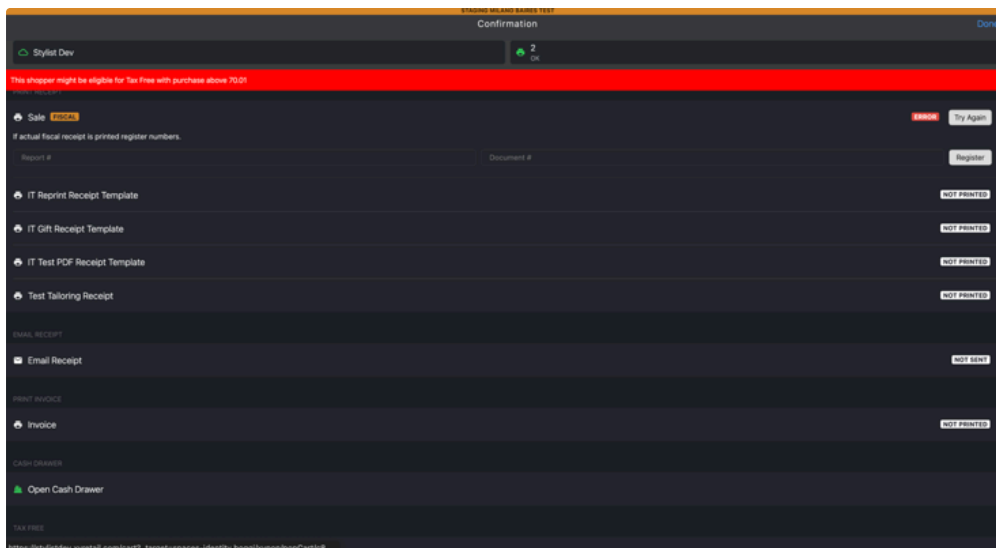 STAGING MILANO BAIRES TEST
Confirmation
Done
Stylist Dev
2
OK
This shopper might be eligible for Tax Free with purchase above 70.01
PRINT RECEIPT
Sale FISCAL
ERROR
Try Again
If actual fiscal receipt is printed register numbers.
Report #
Document #
Register
IT Reprint Receipt Template
NOT PRINTED
IT Gift Receipt Template
NOT PRINTED
IT Test PDF Receipt Template
NOT PRINTED
Test Tailoring Receipt
NOT PRINTED
EMAIL RECEIPT
Email Receipt
NOT SENT
PRINT INVOICE
Invoice
NOT PRINTED
CASH DRAWER
Open Cash Drawer
TAX FREE